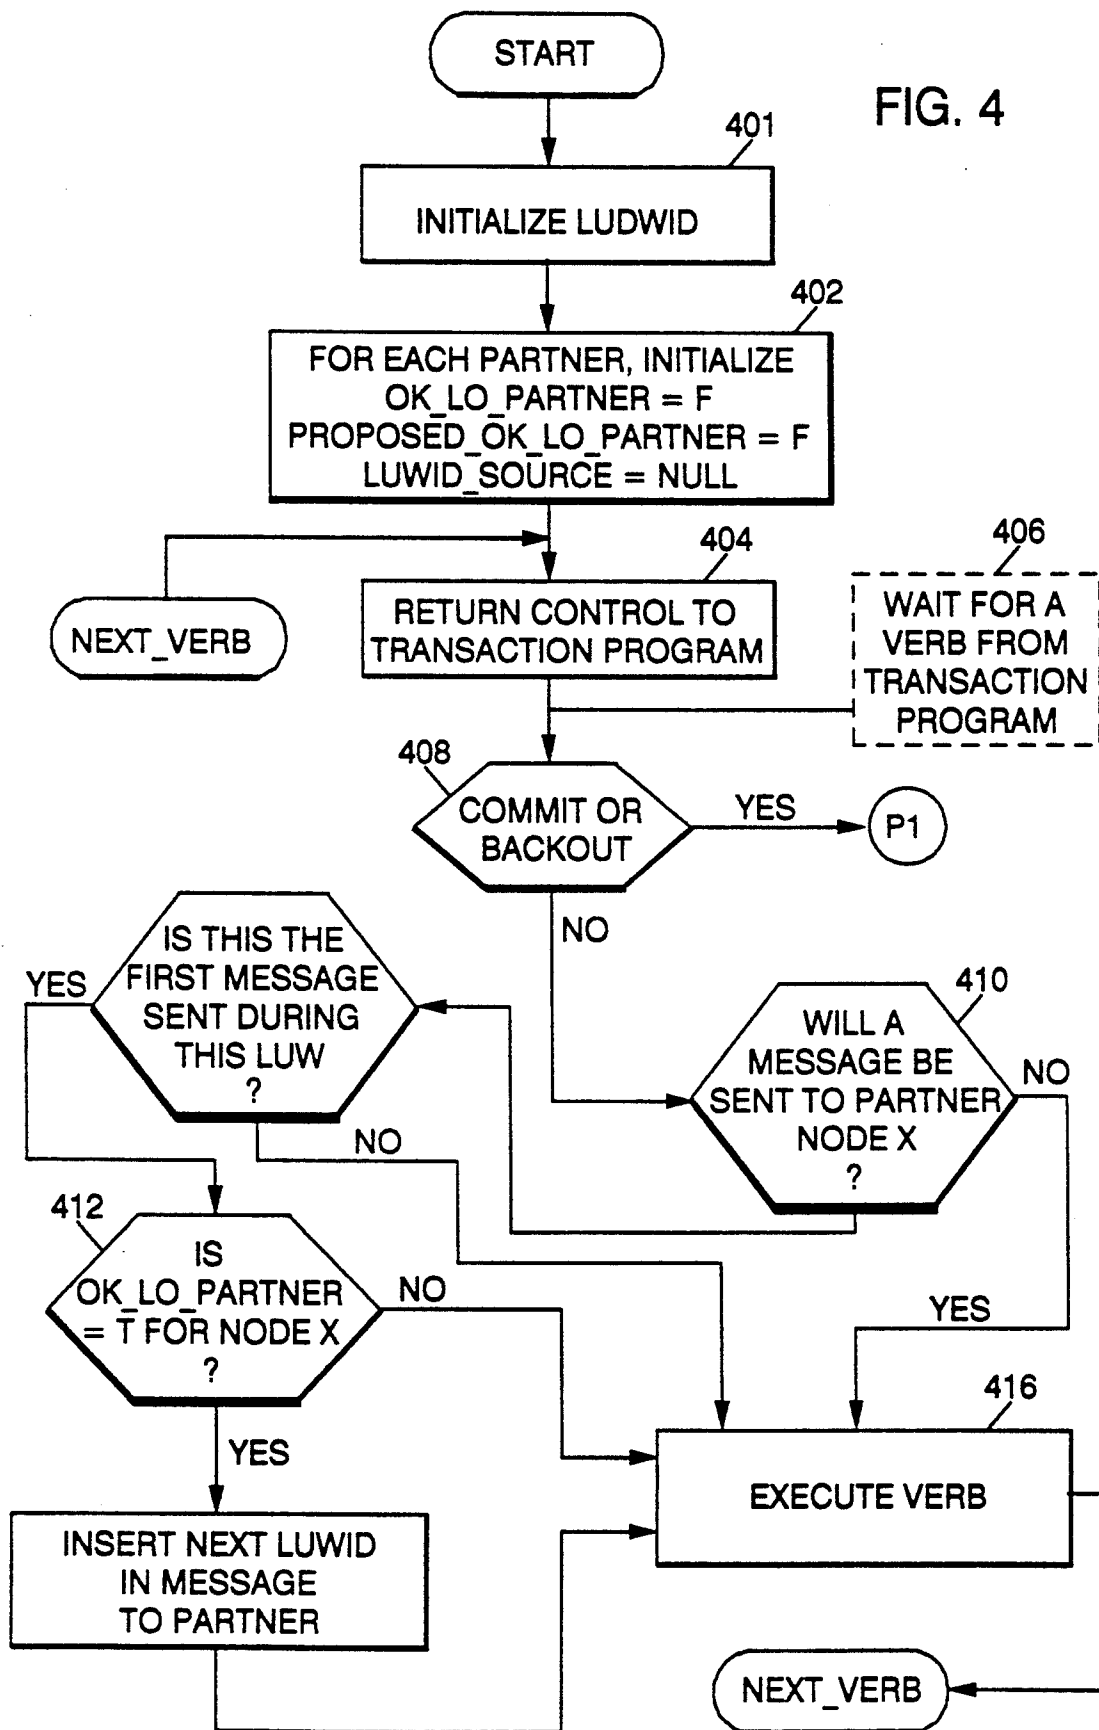 START
FIG. 4
401
INITIALIZE LUDWID
402
FOR EACH PARTNER, INITIALIZE
OK_LO_PARTNER = F
PROPOSED_OK_LO_PARTNER = F
LUWID_SOURCE = NULL
404
406
RETURN CONTROL TO
TRANSACTION PROGRAM
NEXT_VERB
WAIT FOR A
VERB FROM
TRANSACTION
PROGRAM
408
COMMIT OR
BACKOUT
YES
P1
NO
IS THIS THE
FIRST MESSAGE
SENT DURING
THIS LUW
?
YES
NO
410
WILL A
MESSAGE BE
SENT TO PARTNER
NODE X
?
NO
YES
412
IS
OK_LO_PARTNER
= T FOR NODE X
?
NO
YES
416
EXECUTE VERB
INSERT NEXT LUWID
IN MESSAGE
TO PARTNER
NEXT_VERB